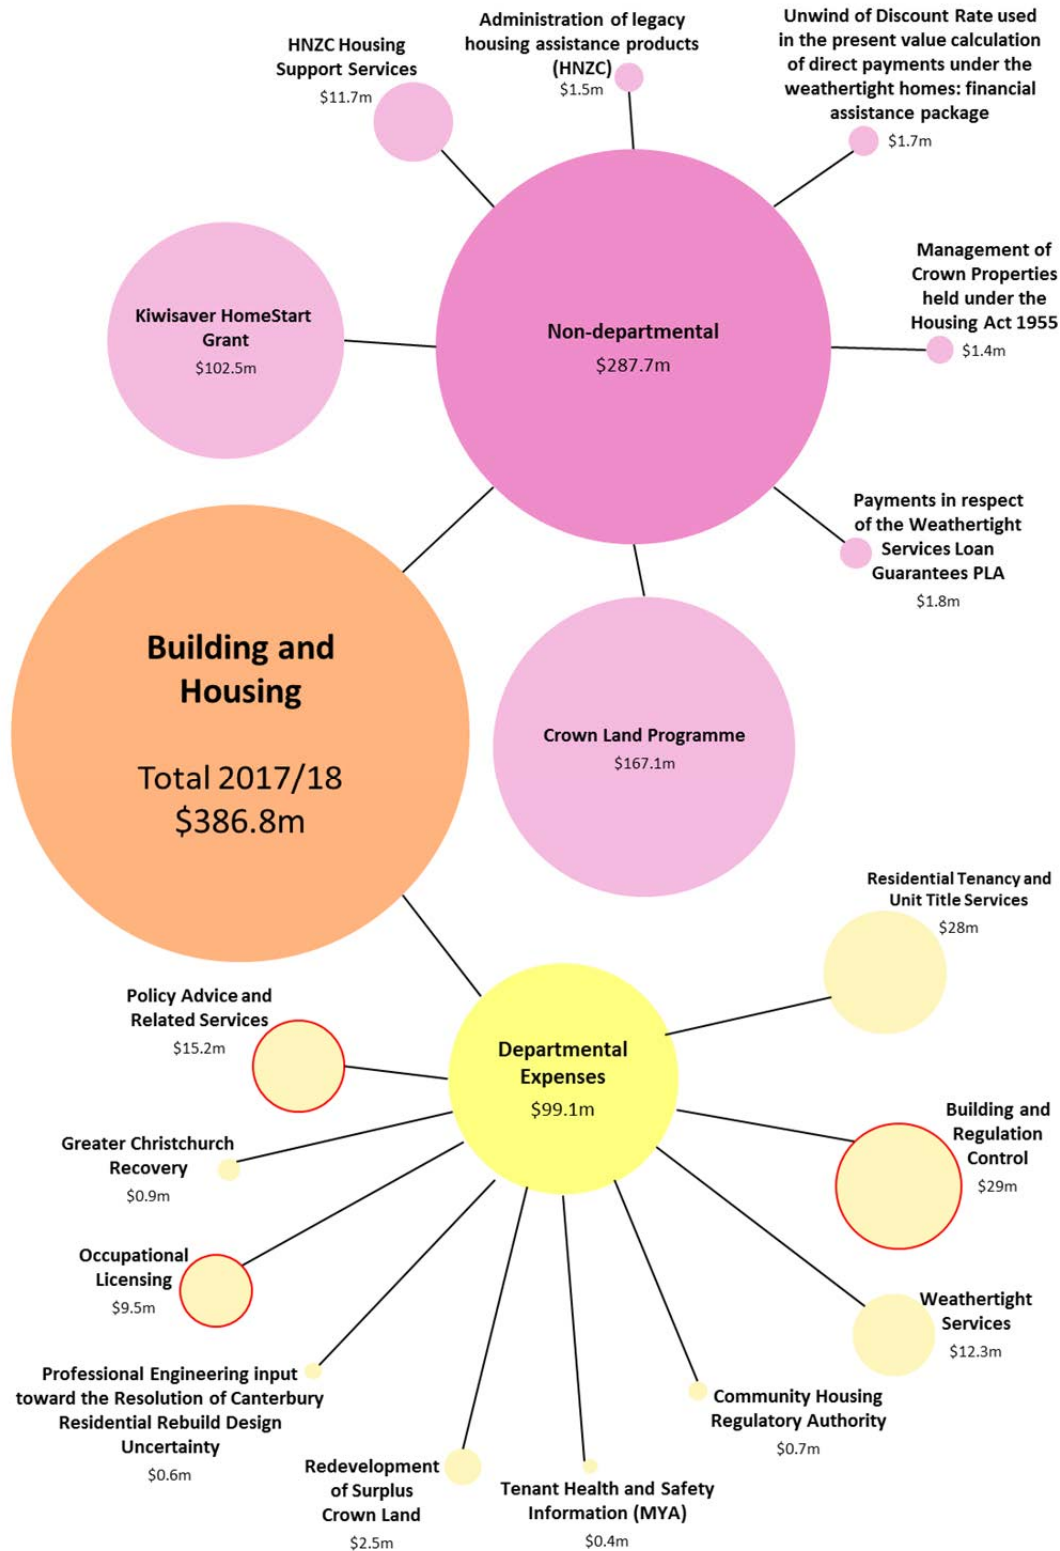 HNZC Housing
Support Services
$11.7m
Administration of legacy
housing assistance products
(HNZC)
$1.5m
Unwind of Discount Rate used
in the present value calculation
of direct payments under the
weathertight homes: financial
assistance package
$1.7m
Management of
Crown Properties
held under the
Housing Act 1955
$1.4m
Kiwisaver HomeStart
Grant
$102.5m
Non-departmental
$287.7m
Payments in respect
of the Weathertight
Services Loan
Guarantees PLA
$1.8m
Building and
Housing
Total 2017/18
$386.8m
Crown Land Programme
$167.1m
Residential Tenancy and
Unit Title Services
$28m
Policy Advice and
Related Services
$15.2m
Departmental
Expenses
$99.1m
Building and
Regulation
Control
$29m
Greater Christchurch
Recovery
$0.9m
Occupational
Licensing
$9.5m
Weathertight
Services
$12.3m
Professional Engineering input
toward the Resolution of Canterbury
Residential Rebuild Design
Uncertainty
$0.6m
Redevelopment
of Surplus
Crown Land
$2.5m
Tenant Health and Safety
Information (MYA)
$0.4m
Community Housing
Regulatory Authority
$0.7m